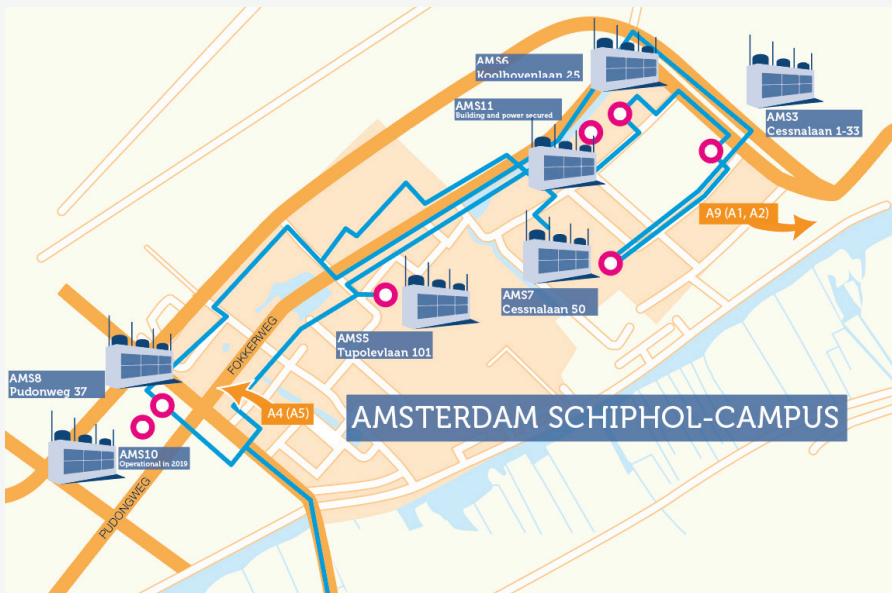 AMS6
Koolhovenlaan 25
AMS11
Building and power secured
AMS3
Cessnalaan 1-33
A9 (A1, A2)
AMS7
Cessnalaan 50
AMS5
Tupolevlaan 101
FOKKERWEG
AMS8
Pudonweg 37
A4 (A5)
AMSTERDAM SCHIPHOL-CAMPUS
AMS10
Operational in 2019
PUDONGWEG